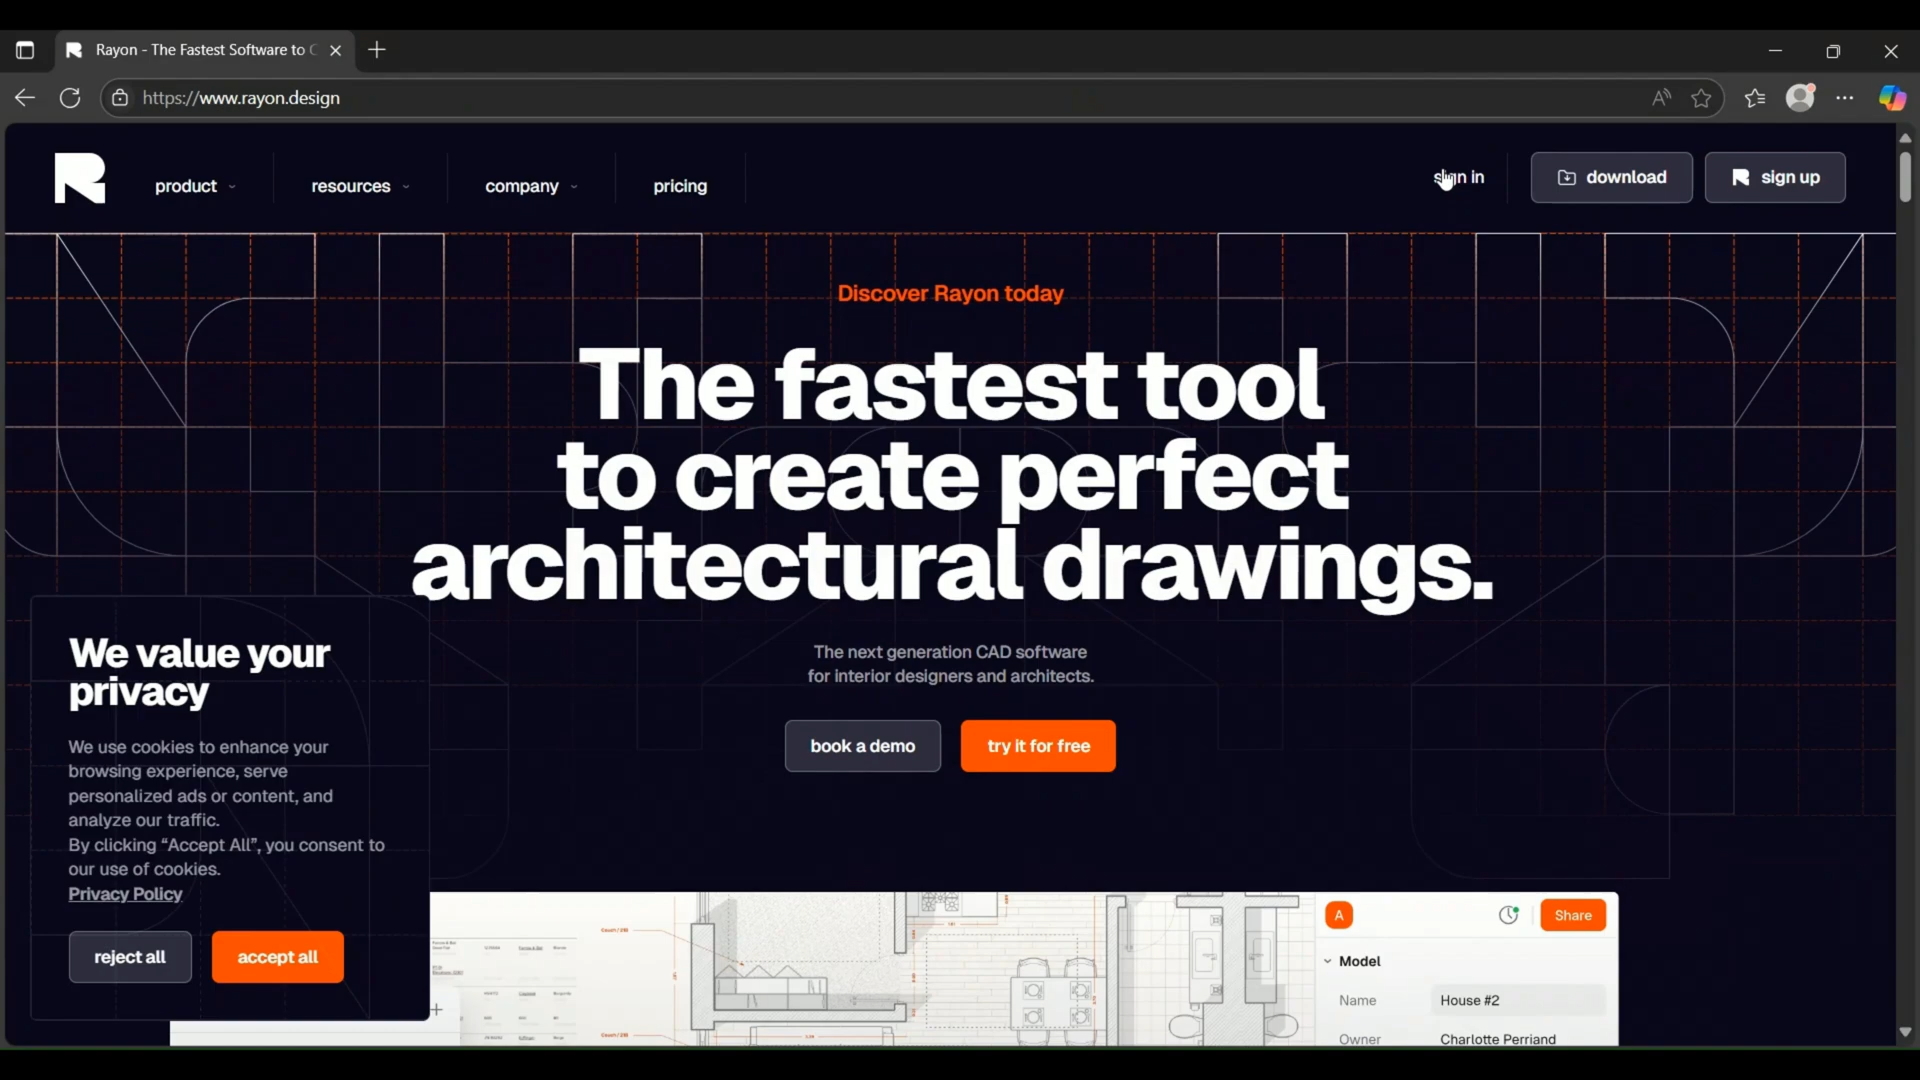 Rayon - The Fastest Software to C
https://www.rayon.design
product
resources
company
pricing
sign in
download
sign up
Discover Rayon today
The fastest tool
to create perfect
architectural drawings.
The next generation CAD software
for interior designers and architects.
book a demo
try it for free
We value your
privacy
We use cookies to enhance your
browsing experience, serve
personalized ads or content, and
analyze our traffic.
By clicking “Accept All”, you consent to
our use of cookies.
Privacy Policy
reject all
accept all
A
Share
Model
Name
House #2
Owner
Charlotte Perriand